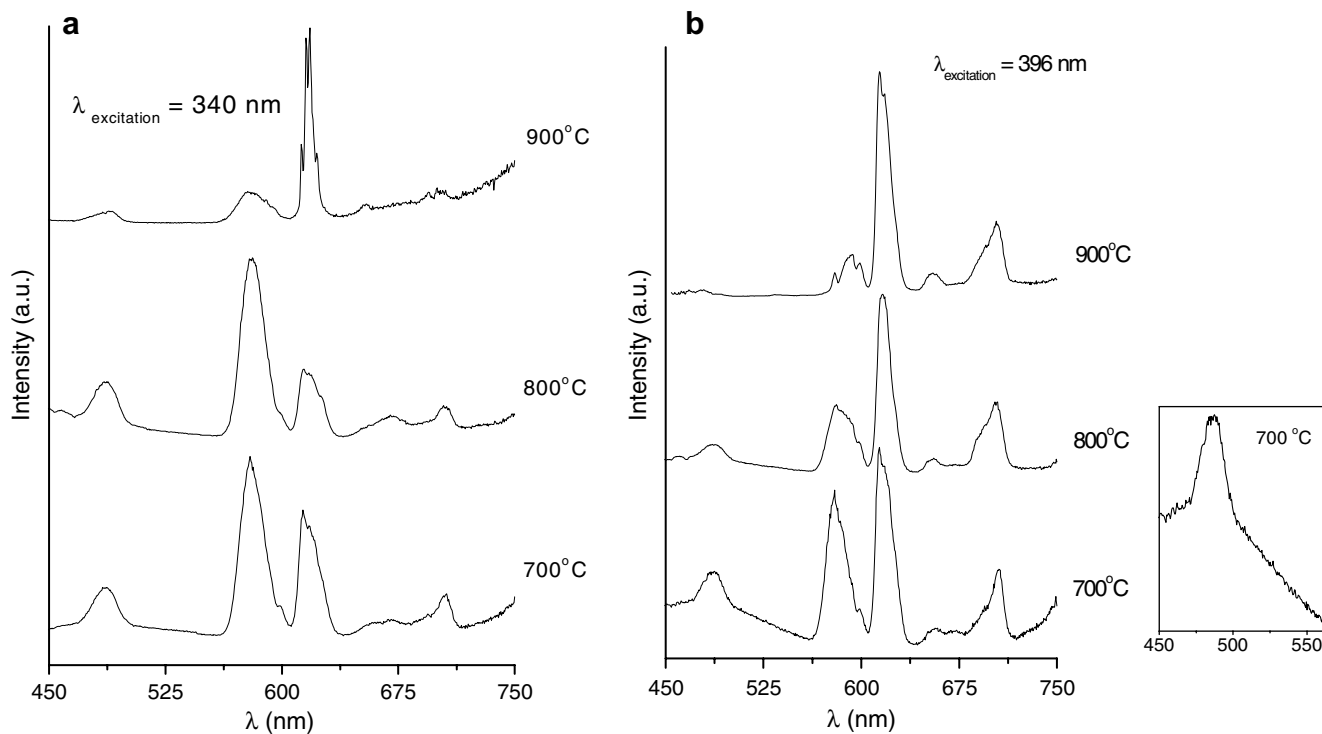 a
λ excitation = 340 nm
900°C
800°C
700°C
Intensity (a.u.)
450 525 600 675 750
λ (nm)
b
λexcitation = 396 nm
900°C
800°C
700°C
Intensity (a.u.)
450 525 600 675 750
λ (nm)
700 °C
450 500 550